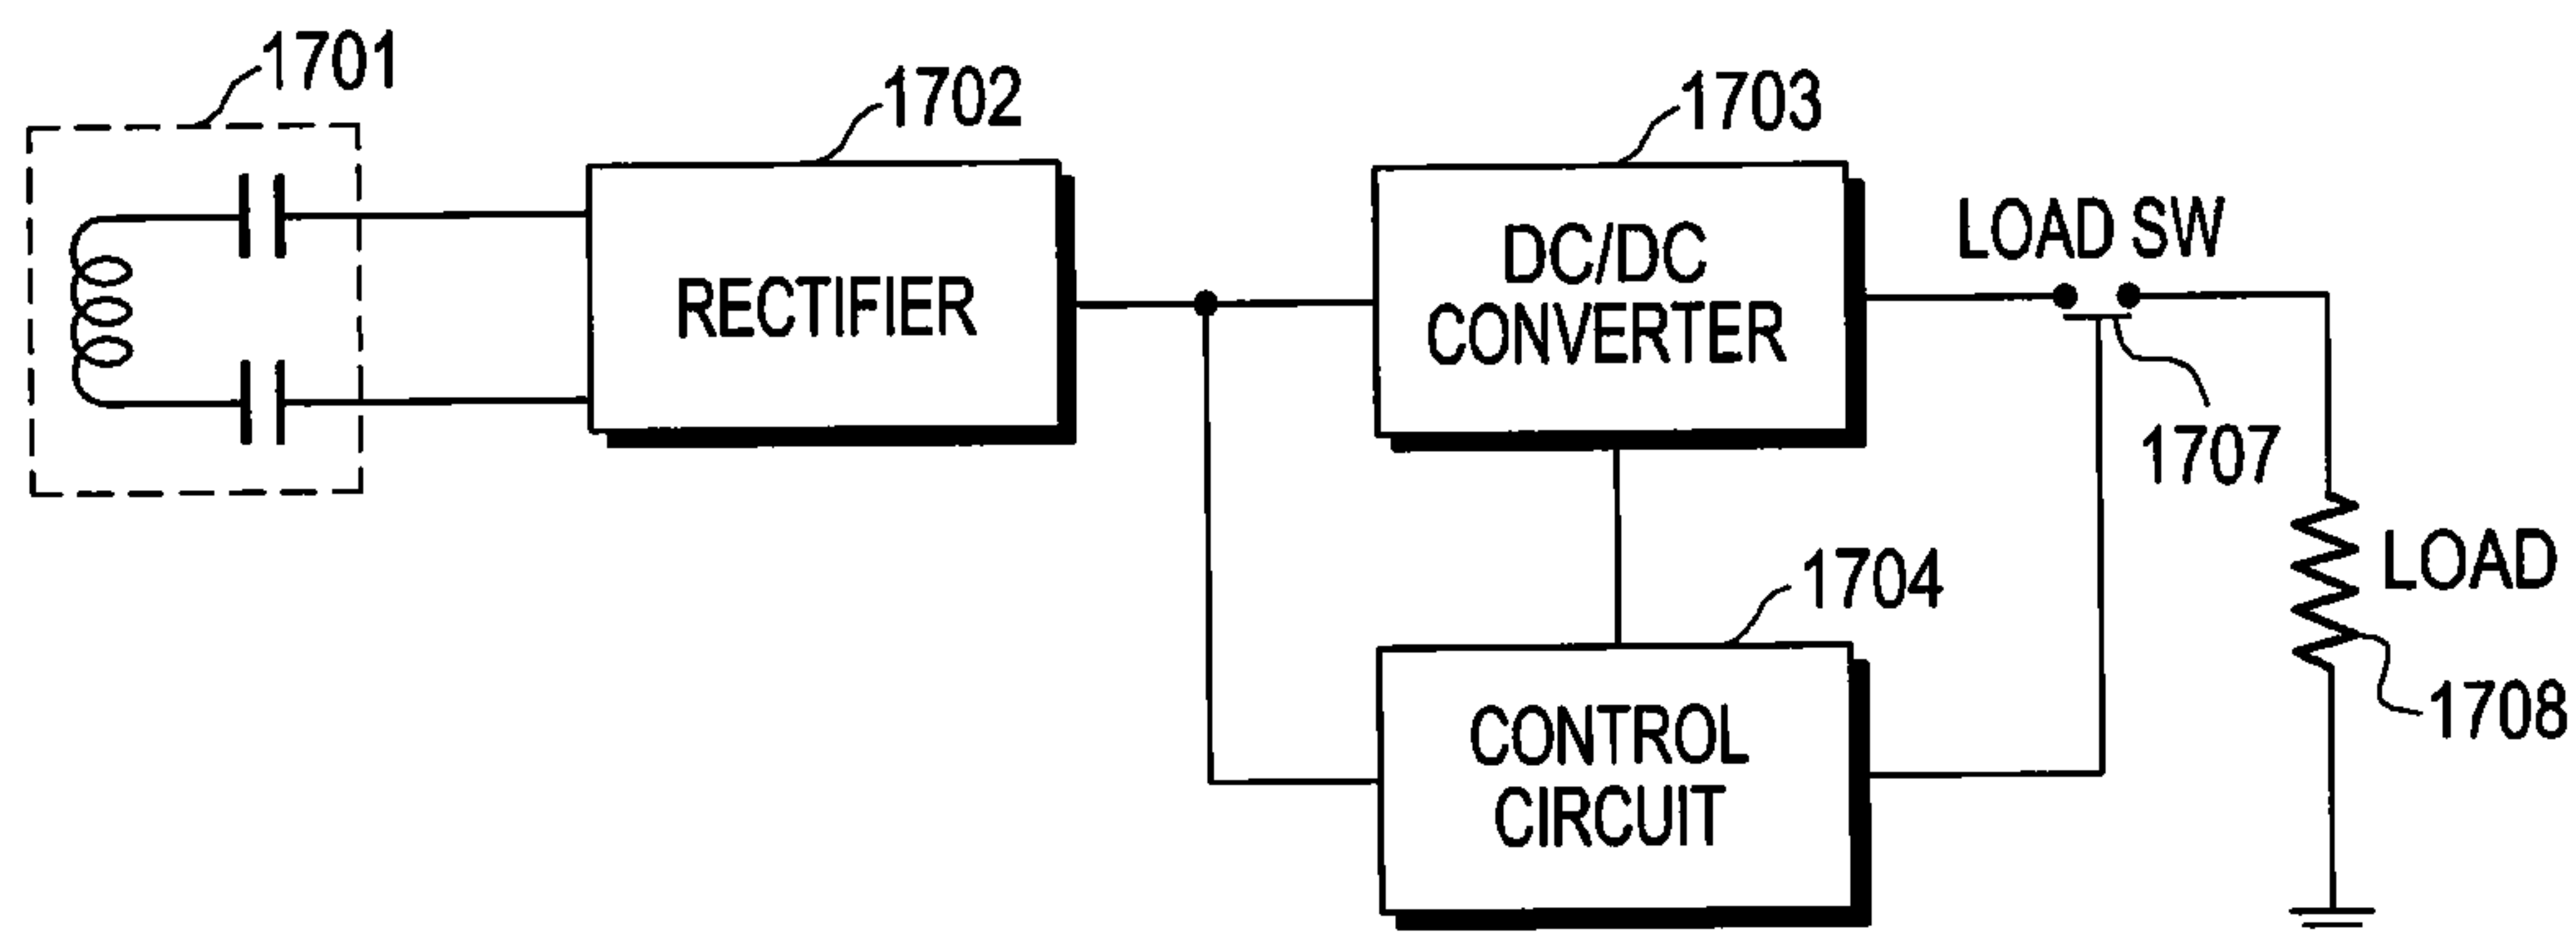 1701
1702
1703
RECTIFIER
DC/DC
CONVERTER
LOAD SW
1707
LOAD
1708
1704
CONTROL
CIRCUIT